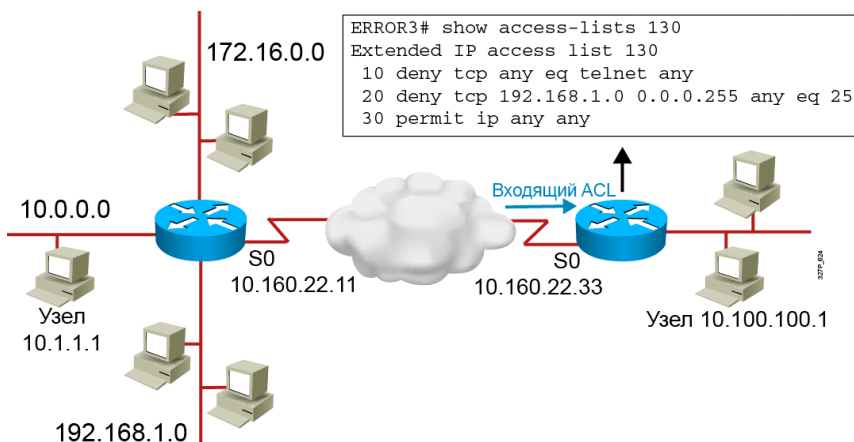 ERROR3# show access-lists 130
Extended IP access list 130
10 deny tcp any eq telnet any
20 deny tcp 192.168.1.0 0.0.0.255 any eq 25
30 permit ip any any
172.16.0.0
10.0.0.0
Входящий ACL
S0
10.160.22.11
S0
10.160.22.33
Узел
10.1.1.1
Узел 10.100.100.1
192.168.1.0
327P_624